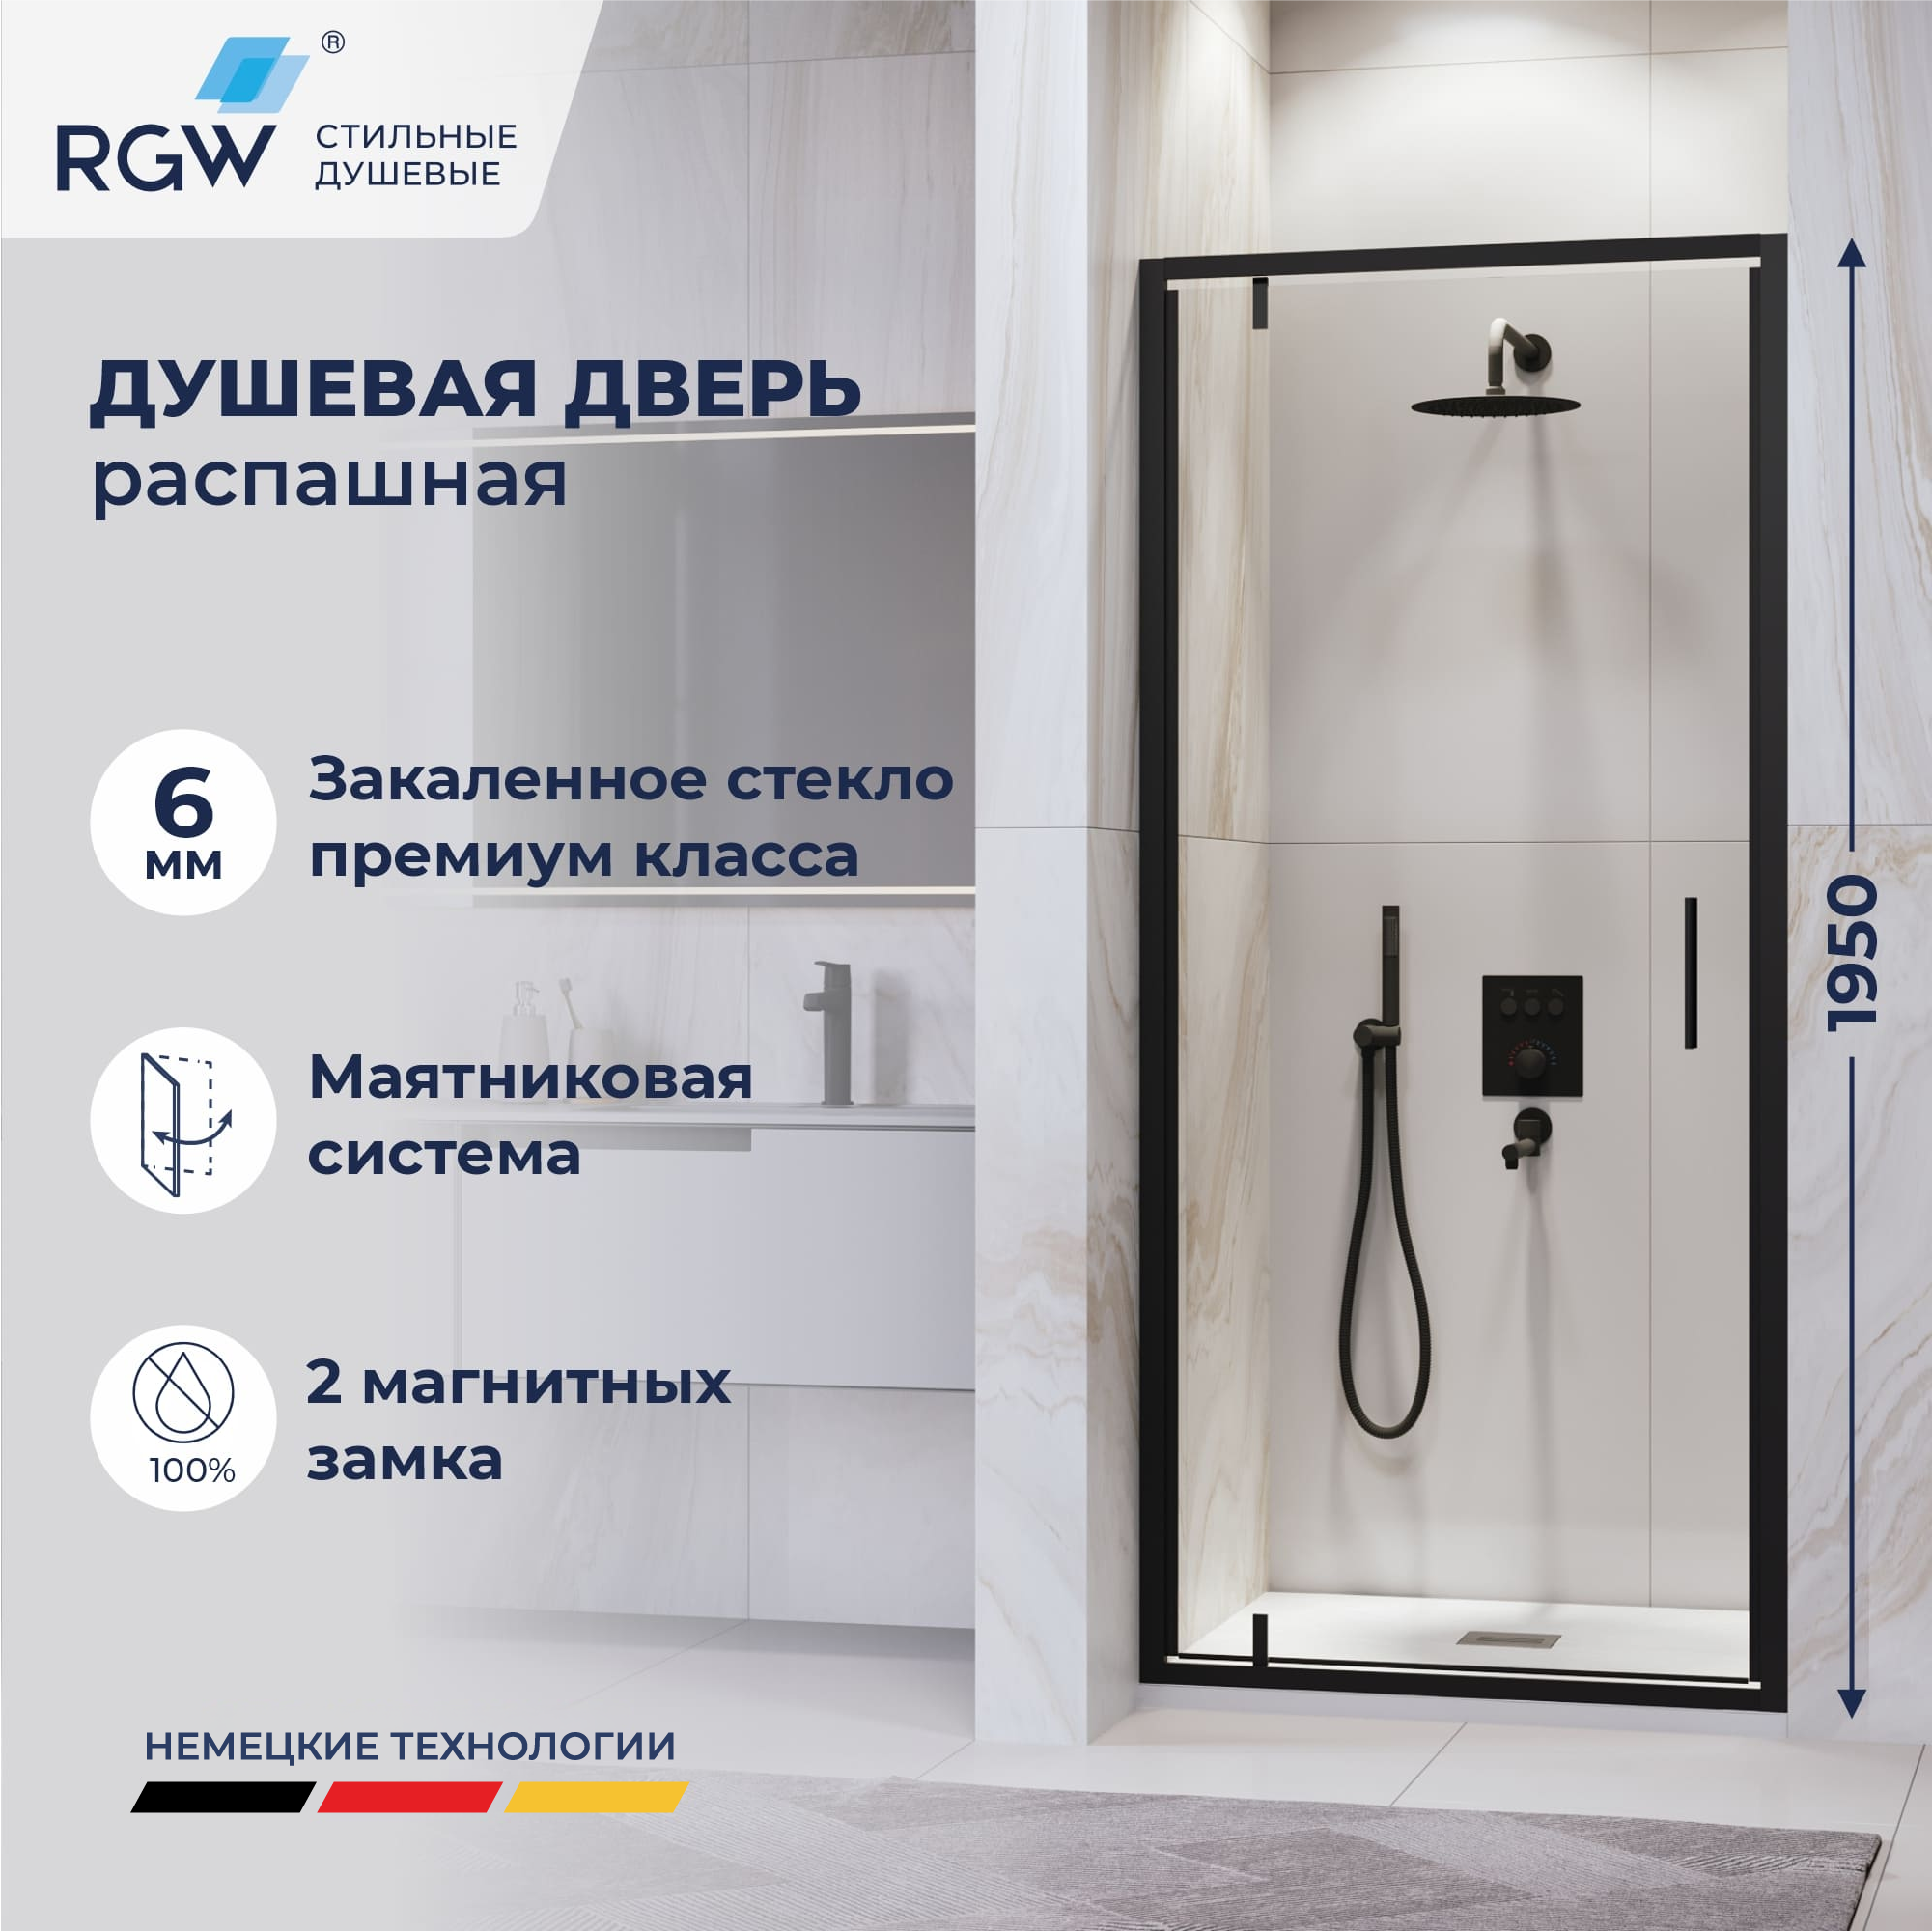 ®
RGW
СТИЛЬНЫЕ
ДУШЕВЫЕ
ДУШЕВАЯ ДВЕРЬ
распашная
6
мм
Закаленное стекло
премиум класса
Маятниковая
система
100%
2 магнитных
замка
1950
НЕМЕЦКИЕ ТЕХНОЛОГИИ